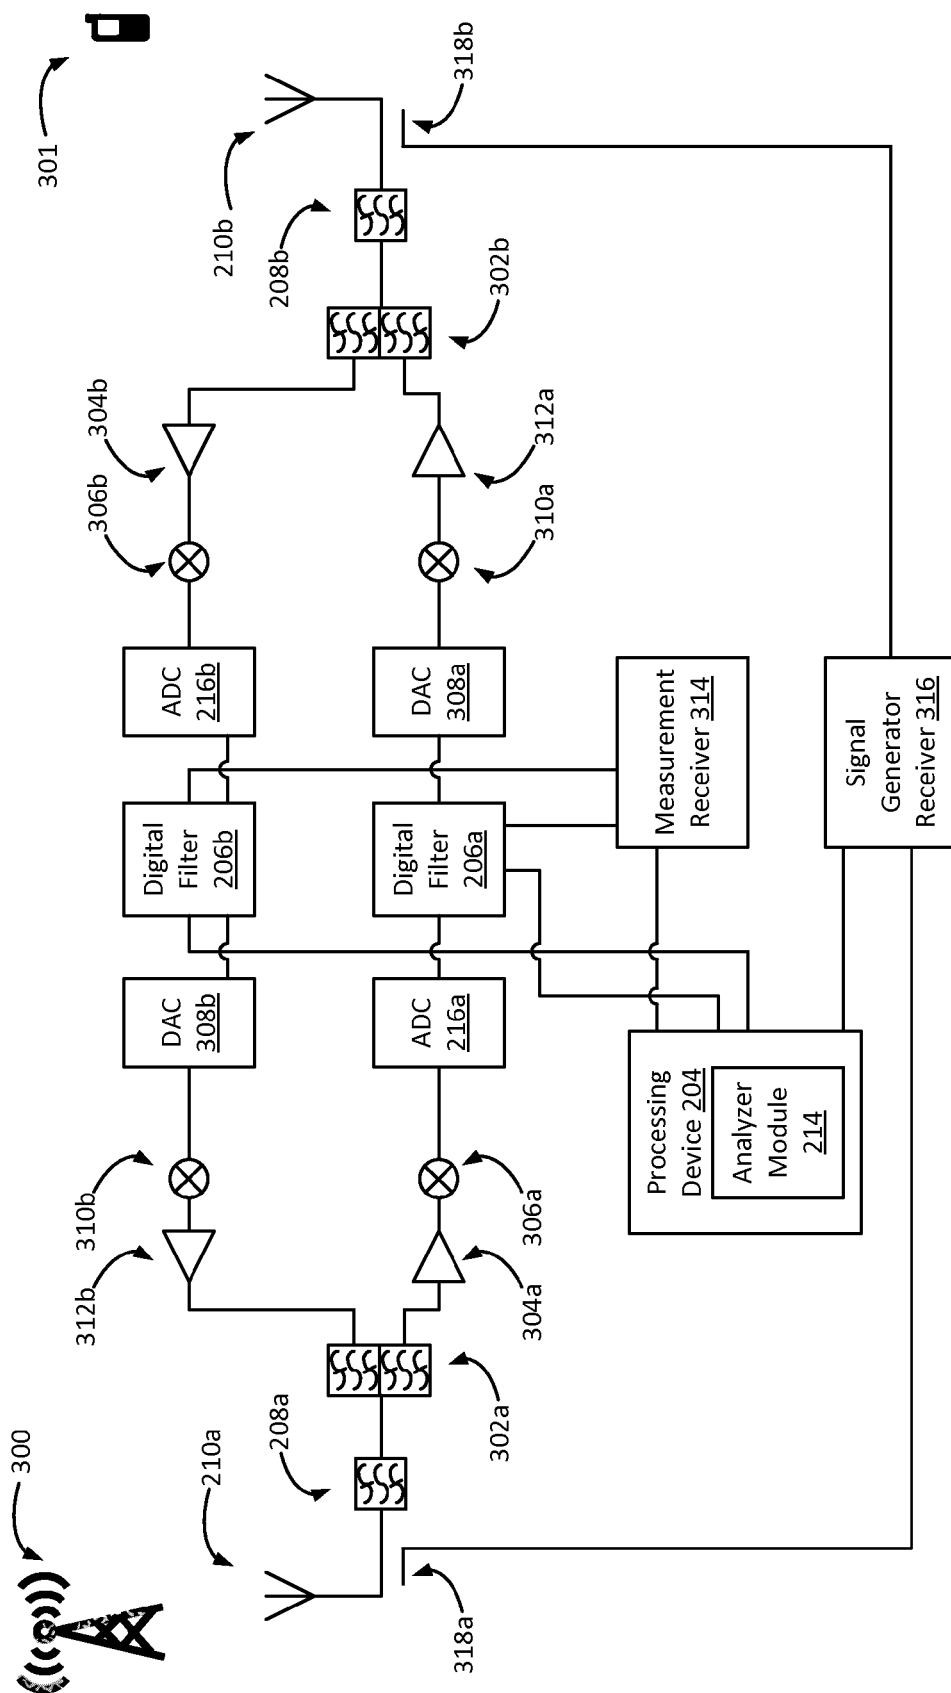 300
301
210a
210b
208a
208b
302a
302b
318a
318b
312b
310b
304b
306b
DAC
308b
Digital
Filter
206b
ADC
216b
304a
306a
ADC
216a
Digital
Filter
206a
DAC
308a
310a
312a
Processing
Device 204
Analyzer
Module
214
Measurement
Receiver 314
Signal
Generator
Receiver 316